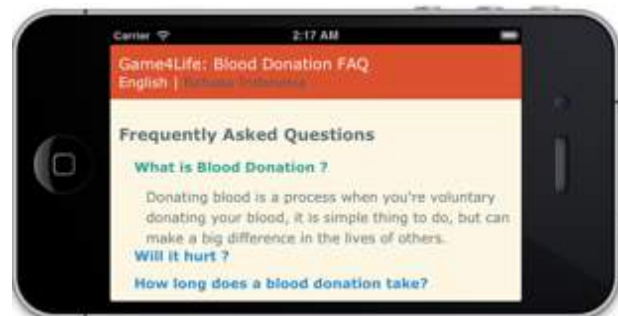 Carrier 2:17 AM
Game4Life: Blood Donation FAQ
English | Bahasa Indonesia
Frequently Asked Questions
What is Blood Donation ?
Donating blood is a process when you're voluntary
donating your blood, it is simple thing to do, but can
make a big difference in the lives of others.
Will it hurt ?
How long does a blood donation take?